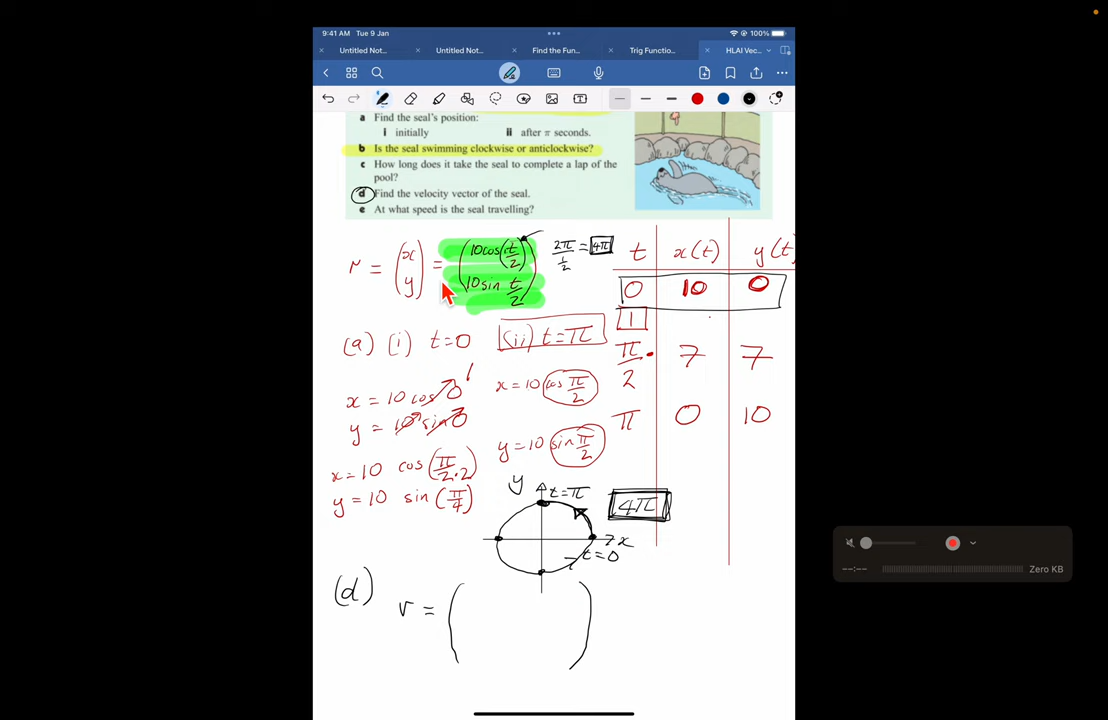 9:41 AM Tue 9 Jan
100%
Untitled Not...
Untitled Not...
Find the Fun...
Trig Functio...
HLAI Vec...
a Find the seal's position:
i initially ii after π seconds.
b Is the seal swimming clockwise or anticlockwise?
c How long does it take the seal to complete a lap of the
pool?
d Find the velocity vector of the seal.
e At what speed is the seal travelling?
r = (x y) = (10cos(t/2) 10sin t/2) 2π/(1/2) = 4π
t x(t) y(t)
0 10 0
1
π/2 7 7
π 0 10
(a) (i) t=0 (ii) t=π
x = 10 cos 0 1
y = 10 sin 0
x = 10 cos π/2
y = 10 sin π/2
x = 10 cos (π/2·2)
y = 10 sin (π/4)
y
t=π
4π
x
t=0
(d) v = ( )
--:--
Zero KB